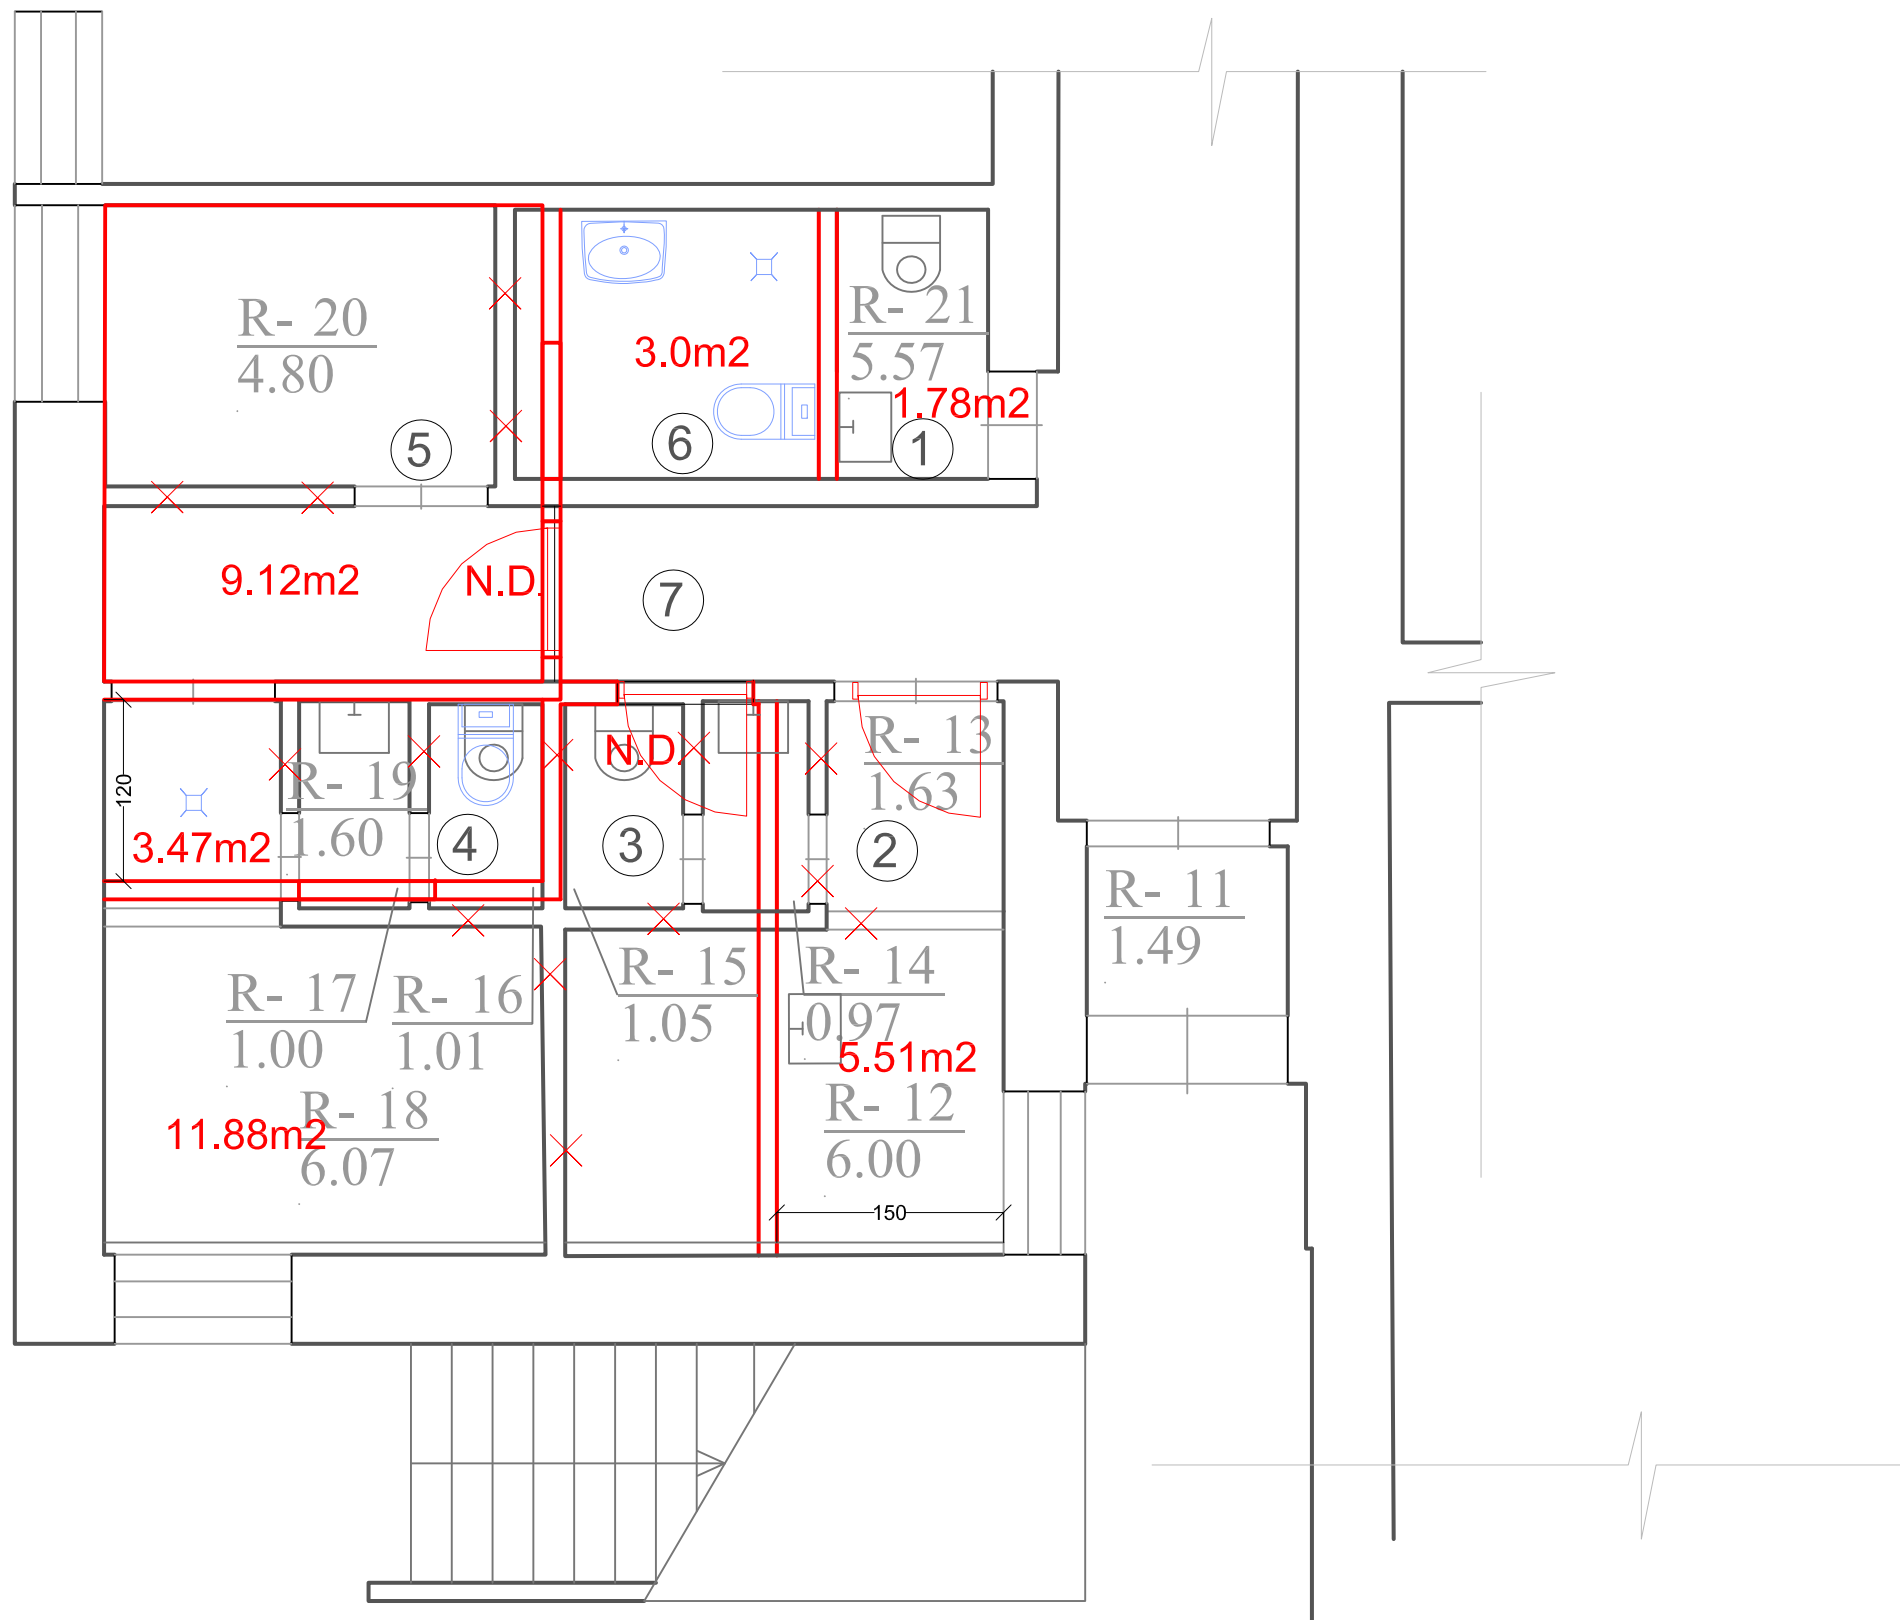 R- 20
4.80
3.0m2
R- 21
5.57
1.78m2
5
6
1
9.12m2
N.D.
7
R- 13
1.63
N.D.
R- 19
1.60
120
3.47m2
4
3
2
R- 11
1.49
R- 17
1.00
R- 16
1.01
R- 15
1.05
R- 14
0.97
5.51m2
R- 18
6.07
11.88m2
R- 12
6.00
150